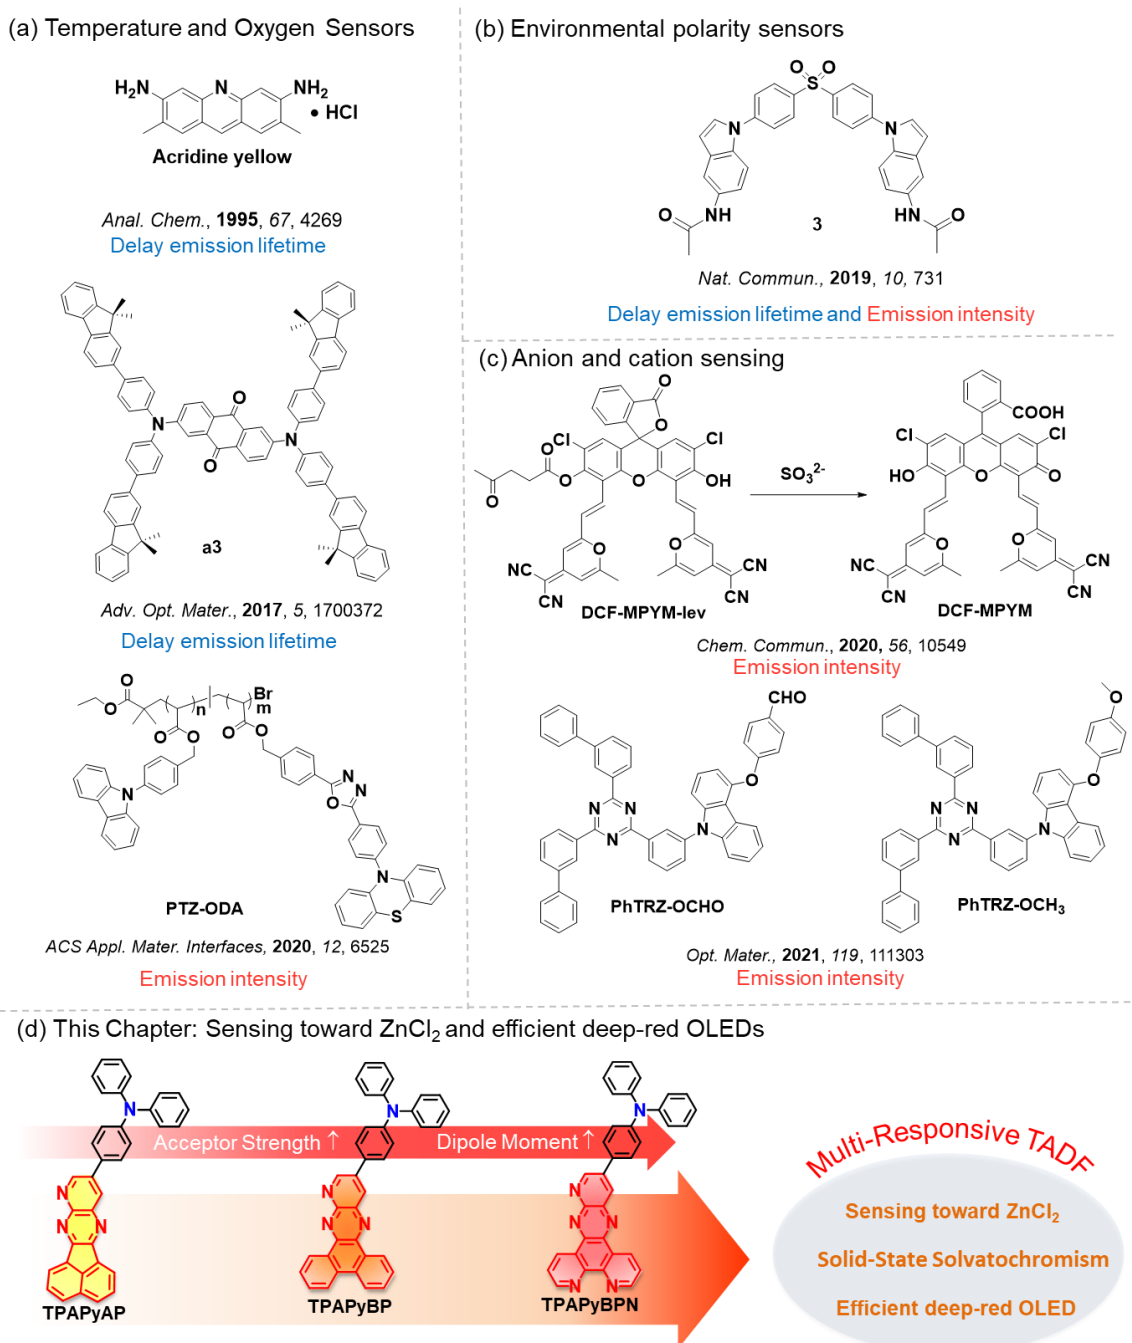 (a) Temperature and Oxygen Sensors
H₂N N NH₂
• HCl
Acridine yellow
Anal. Chem., 1995, 67, 4269
Delay emission lifetime
O
N N
O
a3
Adv. Opt. Mater., 2017, 5, 1700372
Delay emission lifetime
O
O
n
Br
m
O
O
O
O
N
N
N
O
N
S
PTZ-ODA
ACS Appl. Mater. Interfaces, 2020, 12, 6525
Emission intensity
(b) Environmental polarity sensors
O O
S
N N
O NH HN O
3
Nat. Commun., 2019, 10, 731
Delay emission lifetime and Emission intensity
(c) Anion and cation sensing
O
O
Cl Cl
O
O
O
O
OH
O O
NC CN
CN CN
DCF-MPYM-lev
SO₃²⁻
COOH
Cl Cl
HO O O
O O
NC CN
CN CN
DCF-MPYM
Chem. Commun., 2020, 56, 10549
Emission intensity
CHO
O
N N
N
N
PhTRZ-OCHO
O
O
N N
N
N
PhTRZ-OCH₃
Opt. Mater., 2021, 119, 111303
Emission intensity
(d) This Chapter: Sensing toward ZnCl₂ and efficient deep-red OLEDs
N N N
Acceptor Strength ↑ Dipole Moment ↑
N N N
N N N N N N
N N
TPAPyAP
TPAPyBP
TPAPyBPN
Multi-Responsive TADF
Sensing toward ZnCl₂
Solid-State Solvatochromism
Efficient deep-red OLED